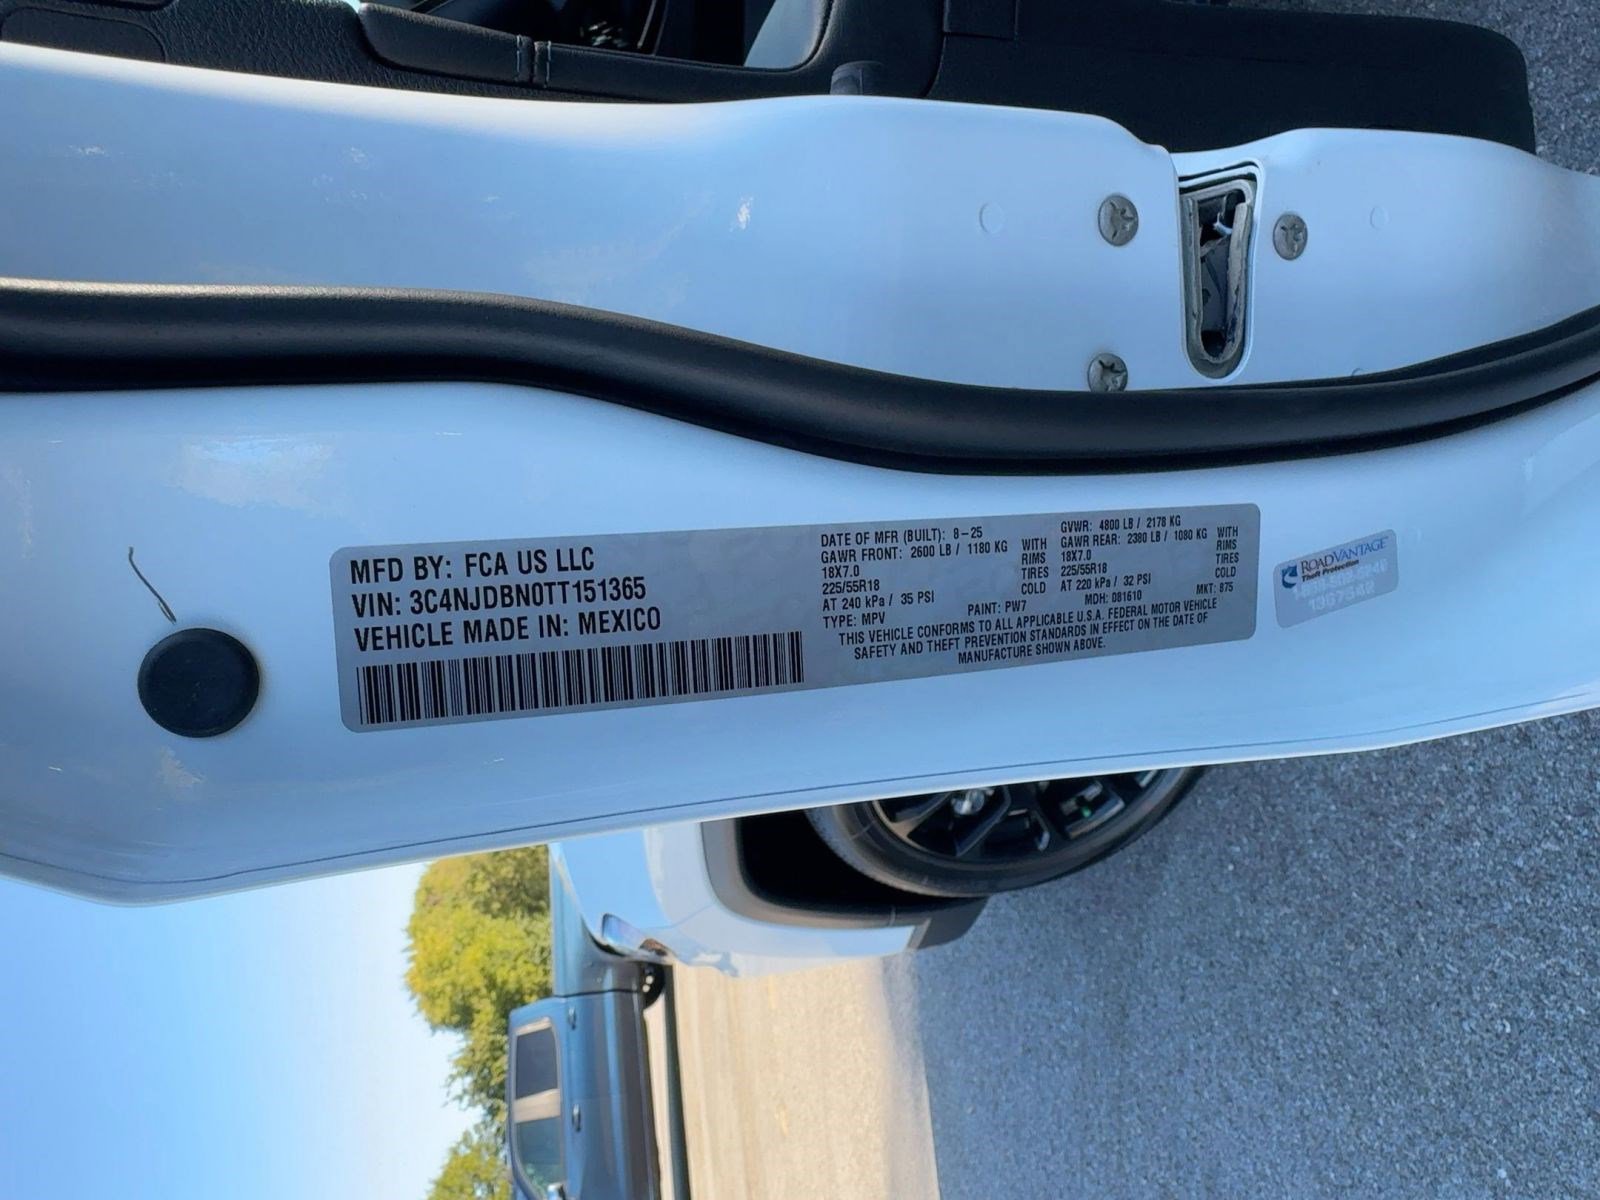 MFD BY: FCA US LLC
VIN: 3C4NJDBN0TT151365
VEHICLE MADE IN: MEXICO
DATE OF MFR (BUILT): 8-25
GAWR FRONT: 2600 LB / 1180 KG WITH
18X7.0 RIMS
225/55R18 TIRES
AT 240 kPa / 35 PSI COLD
TYPE: MPV
GVWR: 4800 LB / 2178 KG
GAWR REAR: 2380 LB / 1080 KG WITH
18X7.0 RIMS
225/55R18 TIRES
AT 220 kPa / 32 PSI COLD
PAINT: PW7 MDH: 081610 MKT: 875
THIS VEHICLE CONFORMS TO ALL APPLICABLE U.S.A. FEDERAL MOTOR VEHICLE
SAFETY AND THEFT PREVENTION STANDARDS IN EFFECT ON THE DATE OF
MANUFACTURE SHOWN ABOVE.
ROADVANTAGE
Theft Protection